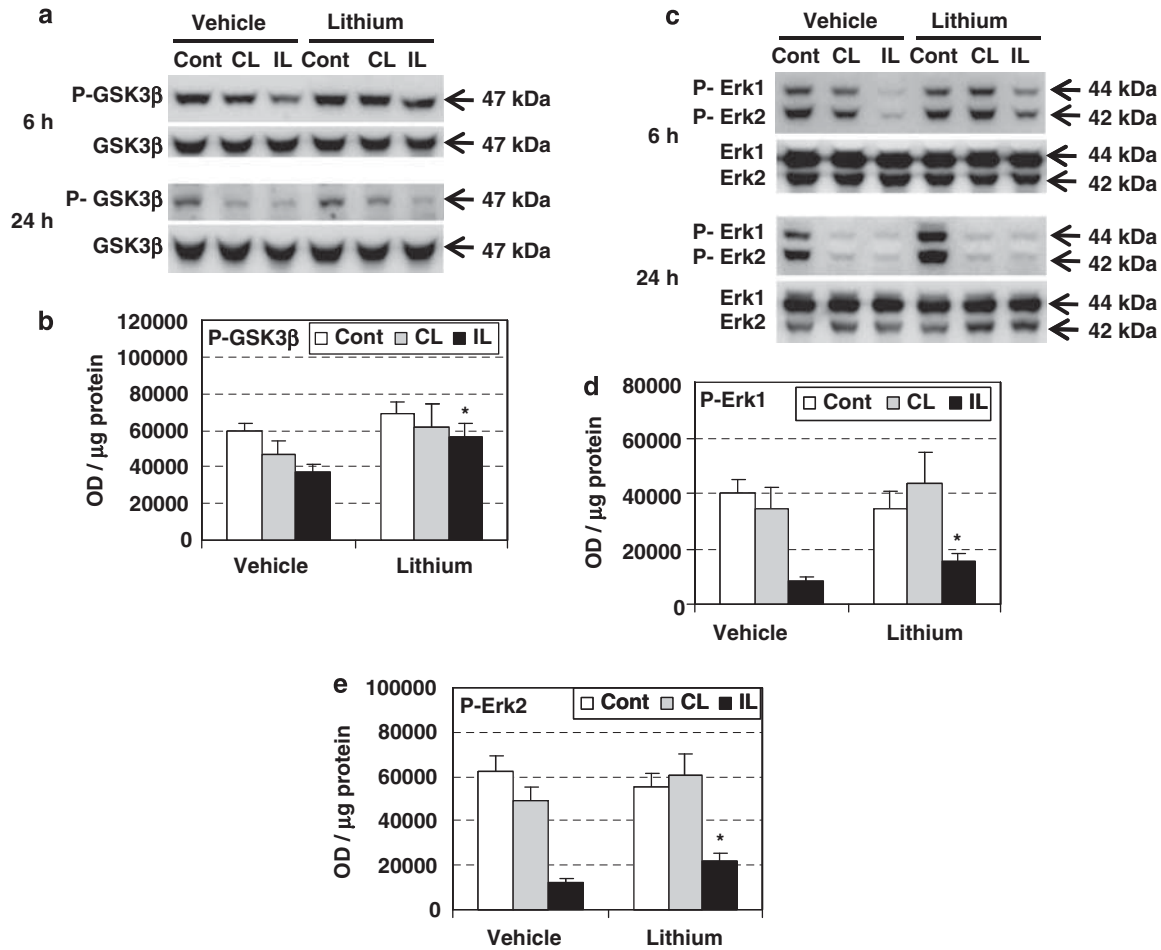 a
Vehicle Lithium
Cont CL IL Cont CL IL
6 h
P-GSK3β 47 kDa
GSK3β 47 kDa
24 h
P- GSK3β 47 kDa
GSK3β 47 kDa
b
P-GSK3β
Cont CL IL
OD / μg protein
120000
100000
80000
60000
40000
20000
0
*
Vehicle Lithium
c
Vehicle Lithium
Cont CL IL Cont CL IL
6 h
P- Erk1 44 kDa
P- Erk2 42 kDa
Erk1 44 kDa
Erk2 42 kDa
24 h
P- Erk1 44 kDa
P- Erk2 42 kDa
Erk1 44 kDa
Erk2 42 kDa
d
P-Erk1
Cont CL IL
OD / μg protein
80000
60000
40000
20000
0
*
Vehicle Lithium
e
P-Erk2
Cont CL IL
OD / μg protein
100000
80000
60000
40000
20000
0
*
Vehicle Lithium